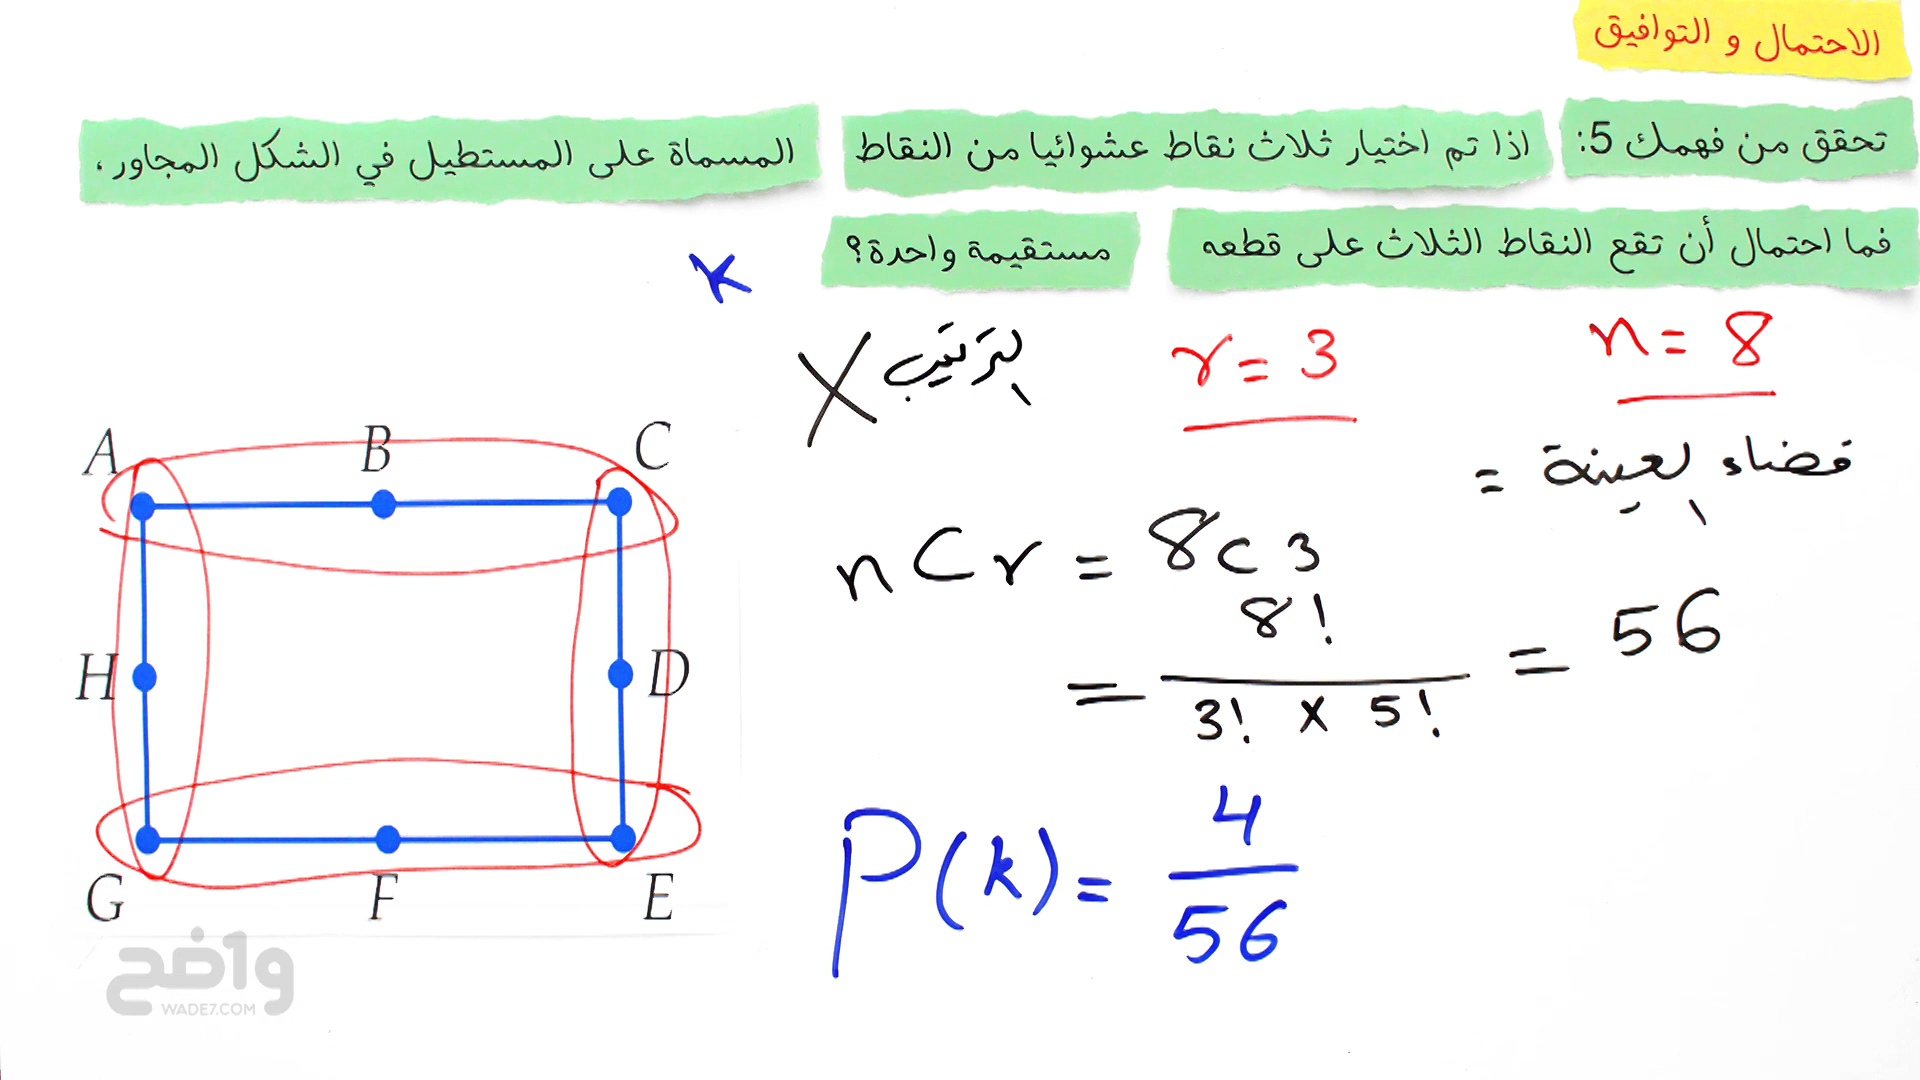 الاحتمال و التوافيق
تحقق من فهمك 5: اذا تم اختيار ثلاث نقاط عشوائيا من النقاط المسماة على المستطيل في الشكل المجاور،
فما احتمال أن تقع النقاط الثلاث على قطعه مستقيمة واحدة؟
K
n = 8
r = 3
الترتيب X
فضاء العينة =
nCr = 8C3
= 8! / 3! x 5! = 56
P(k) = 4 / 56
A B C
H D
G F E
واضح
WADE7.COM